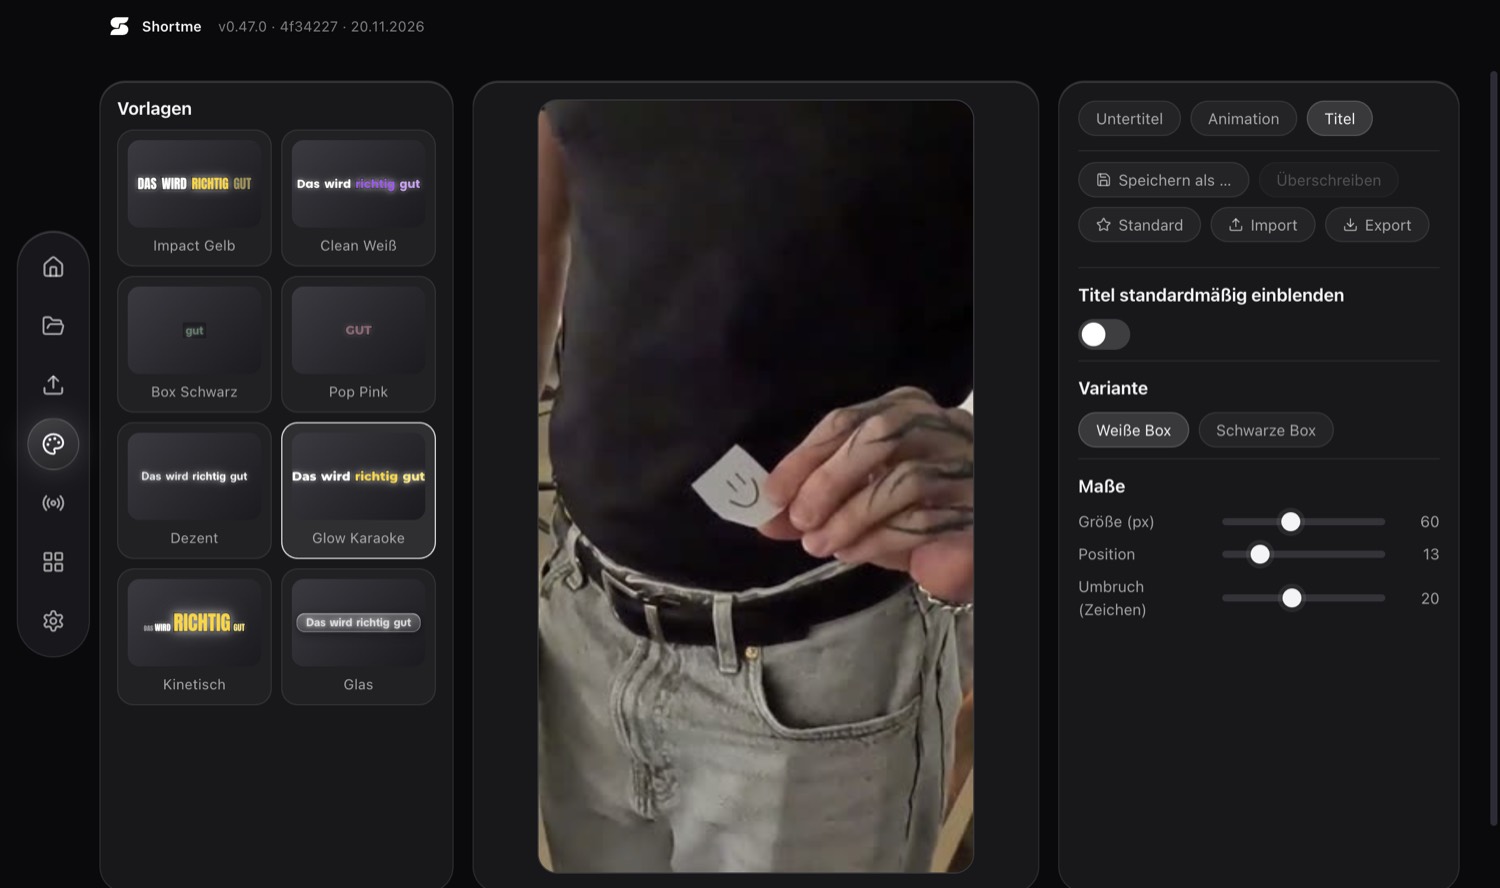 Shortme v0.47.0 · 4f34227 · 20.11.2026
Vorlagen
DAS WIRD RICHTIG GUT
Impact Gelb
Das wird richtig gut
Clean Weiß
gut
Box Schwarz
GUT
Pop Pink
Das wird richtig gut
Dezent
Das wird richtig gut
Glow Karaoke
DAS WIRD RICHTIG GUT
Kinetisch
Das wird richtig gut
Glas
Untertitel Animation Titel
Speichern als ... Überschreiben
Standard Import Export
Titel standardmäßig einblenden
Variante
Weiße Box Schwarze Box
Maße
Größe (px) 60
Position 13
Umbruch
(Zeichen) 20